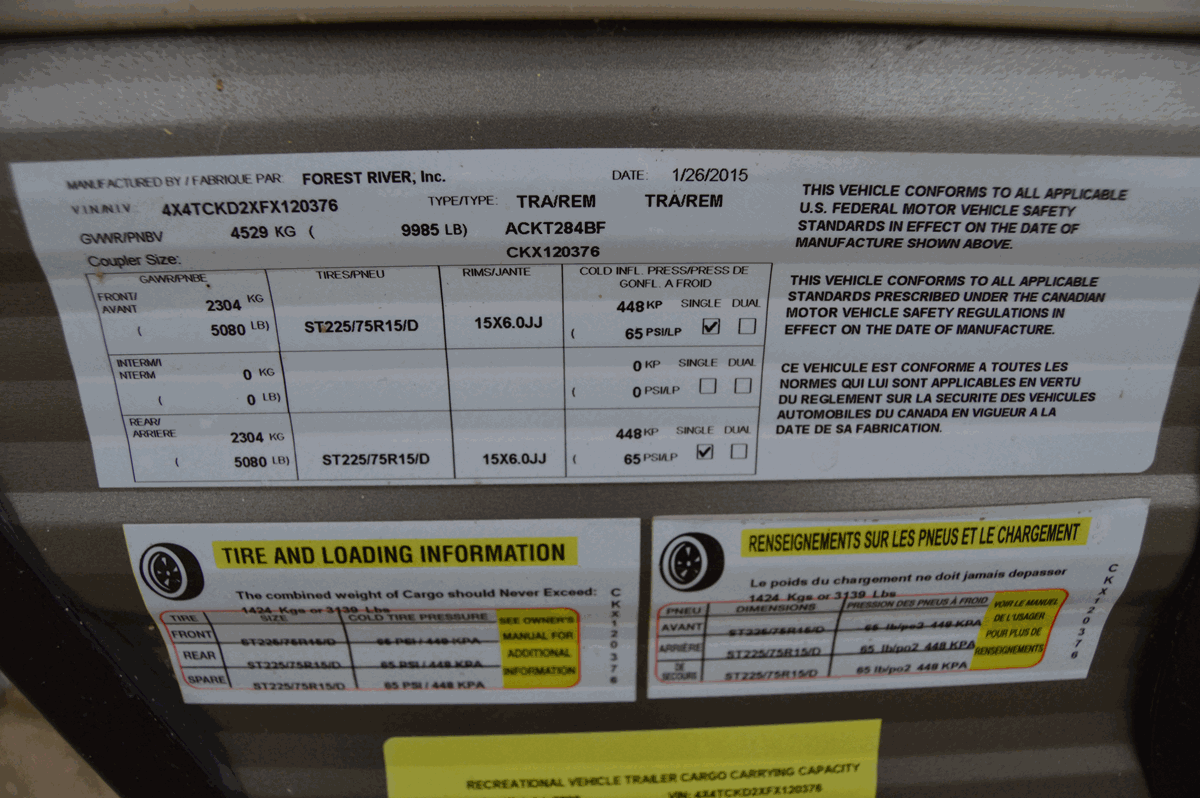 MANUFACTURED BY / FABRIQUE PAR: FOREST RIVER, Inc. DATE: 1/26/2015
V.I.N./N.I.V. 4X4TCKD2XFX120376 TYPE/TYPE: TRA/REM TRA/REM
GVWR/PNBV 4529 KG ( 9985 LB) ACKT284BF
Coupler Size: CKX120376
GAWR/PNBE TIRES/PNEU RIMS/JANTE COLD INFL. PRESS/PRESS DE
GONFL. A FROID
FRONT/
AVANT 2304 KG 448 KP SINGLE DUAL
( 5080 LB) ST225/75R15/D 15X6.0JJ ( 65 PSI/LP
INTERM/I
NTERM 0 KG 0 KP SINGLE DUAL
( 0 LB) ( 0 PSI/LP
REAR/
ARRIERE 2304 KG 448 KP SINGLE DUAL
( 5080 LB) ST225/75R15/D 15X6.0JJ ( 65 PSI/LP
THIS VEHICLE CONFORMS TO ALL APPLICABLE
U.S. FEDERAL MOTOR VEHICLE SAFETY
STANDARDS IN EFFECT ON THE DATE OF
MANUFACTURE SHOWN ABOVE.
THIS VEHICLE CONFORMS TO ALL APPLICABLE
STANDARDS PRESCRIBED UNDER THE CANADIAN
MOTOR VEHICLE SAFETY REGULATIONS IN
EFFECT ON THE DATE OF MANUFACTURE.
CE VEHICULE EST CONFORME A TOUTES LES
NORMES QUI LUI SONT APPLICABLES EN VERTU
DU REGLEMENT SUR LA SECURITE DES VEHICULES
AUTOMOBILES DU CANADA EN VIGUEUR A LA
DATE DE SA FABRICATION.
TIRE AND LOADING INFORMATION
The combined weight of Cargo should Never Exceed:
1424 Kgs or 3139 Lbs
TIRE SIZE COLD TIRE PRESSURE
FRONT ST225/75R15/D 65 PSI / 448 KPA
REAR ST225/75R15/D 65 PSI / 448 KPA
SPARE ST225/75R15/D 65 PSI / 448 KPA
SEE OWNER'S
MANUAL FOR
ADDITIONAL
INFORMATION
CKX120376
RENSEIGNEMENTS SUR LES PNEUS ET LE CHARGEMENT
Le poids du chargement ne doit jamais depasser
1424 Kgs or 3139 Lbs
PNEU DIMENSIONS PRESSION DES PNEUS À FROID
AVANT ST225/75R15/D 65 lb/po2 448 KPA
ARRIÈRE ST225/75R15/D 65 lb/po2 448 KPA
DE
SECOURS ST225/75R15/D 65 lb/po2 448 KPA
VOIR LE MANUEL
DE L'USAGER
POUR PLUS DE
RENSEIGNEMENTS
CKX120376
RECREATIONAL VEHICLE TRAILER CARGO CARRYING CAPACITY
VIN: 4X4TCKD2XFX120376